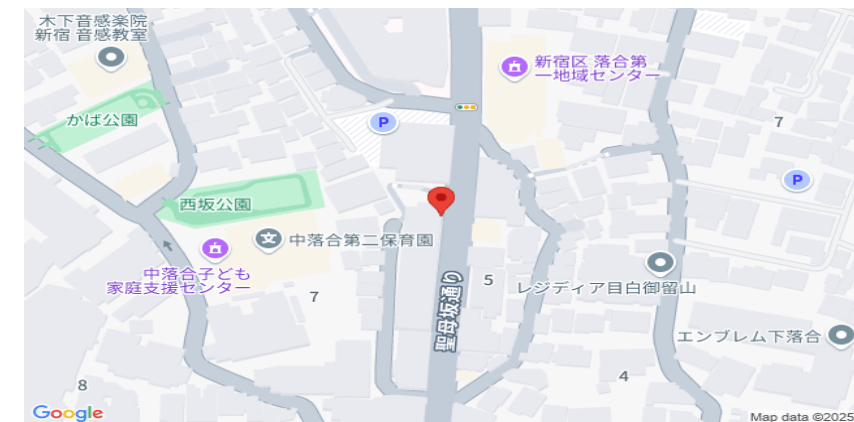 木下音感楽院
新宿 音感教室
新宿区 落合第
一地域センター
かば公園
P
7
P
西坂公園
中落合第二保育園
中落合子ども
家庭支援センター
7
聖母坂通り
5
レジディア目白御留山
エンブレム下落合
4
8
Google
Map data ©2025